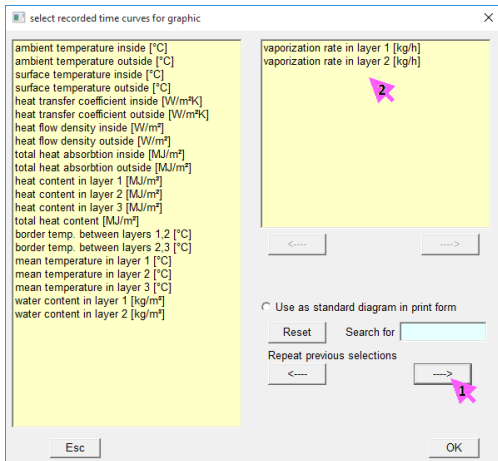 select recorded time curves for graphic
ambient temperature inside [°C]
ambient temperature outside [°C]
surface temperature inside [°C]
surface temperature outside [°C]
heat transfer coefficient inside [W/m²K]
heat transfer coefficient outside [W/m²K]
heat flow density inside [W/m²]
heat flow density outside [W/m²]
total heat absorbtion inside [MJ/m²]
total heat absorbtion outside [MJ/m²]
heat content in layer 1 [MJ/m²]
heat content in layer 2 [MJ/m²]
heat content in layer 3 [MJ/m²]
total heat content [MJ/m²]
border temp. between layers 1,2 [°C]
border temp. between layers 2,3 [°C]
mean temperature in layer 1 [°C]
mean temperature in layer 2 [°C]
mean temperature in layer 3 [°C]
water content in layer 1 [kg/m²]
water content in layer 2 [kg/m²]
vaporization rate in layer 1 [kg/h]
vaporization rate in layer 2 [kg/h]
2
<---- ---->
Use as standard diagram in print form
Reset Search for
Repeat previous selections
<---- ---->
1
Esc OK